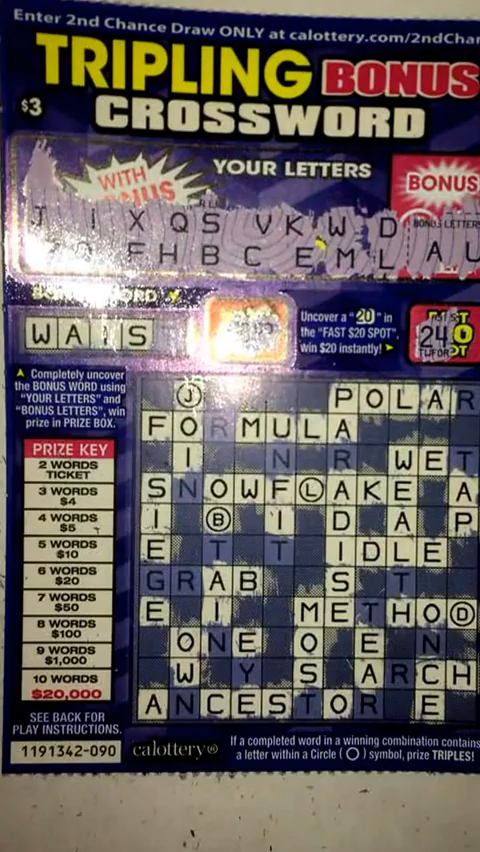 Enter 2nd Chance Draw ONLY at calottery.com/2ndChan
TRIPLING BONUS
$3
CROSSWORD
YOUR LETTERS
WITH
BONUS
BONUS LETTERS
J I X Q S V K W D
F H B C E M L A U
WORD
W A I S
Uncover a "20" in
the "FAST $20 SPOT",
win $20 instantly!
24
Completely uncover
the BONUS WORD using
"YOUR LETTERS" and
"BONUS LETTERS", win
prize in PRIZE BOX.
PRIZE KEY
2 WORDS
TICKET
3 WORDS
$4
4 WORDS
$5
5 WORDS
$10
6 WORDS
$20
7 WORDS
$50
8 WORDS
$100
9 WORDS
$1,000
10 WORDS
$20,000
J POLAR
FORMULA
I N R WET
SNOWFLAKE A
I B I D A P
E T T IDLE
GRAB S T
E I METHOD
ONE O E N
W Y S ARCH
ANCESTOR E
SEE BACK FOR
PLAY INSTRUCTIONS.
1191342-090
calottery®
If a completed word in a winning combination contains
a letter within a Circle (O) symbol, prize TRIPLES!